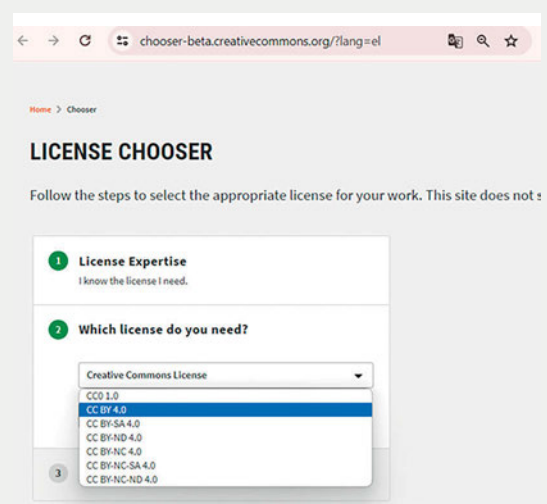 chooser-beta.creativecommons.org/?lang=el
Home > Chooser
LICENSE CHOOSER
Follow the steps to select the appropriate license for your work. This site does not
1 License Expertise
I know the license I need.
2 Which license do you need?
Creative Commons License
CC0 1.0
CC BY 4.0
CC BY-SA 4.0
CC BY-ND 4.0
CC BY-NC 4.0
CC BY-NC-SA 4.0
3 CC BY-NC-ND 4.0